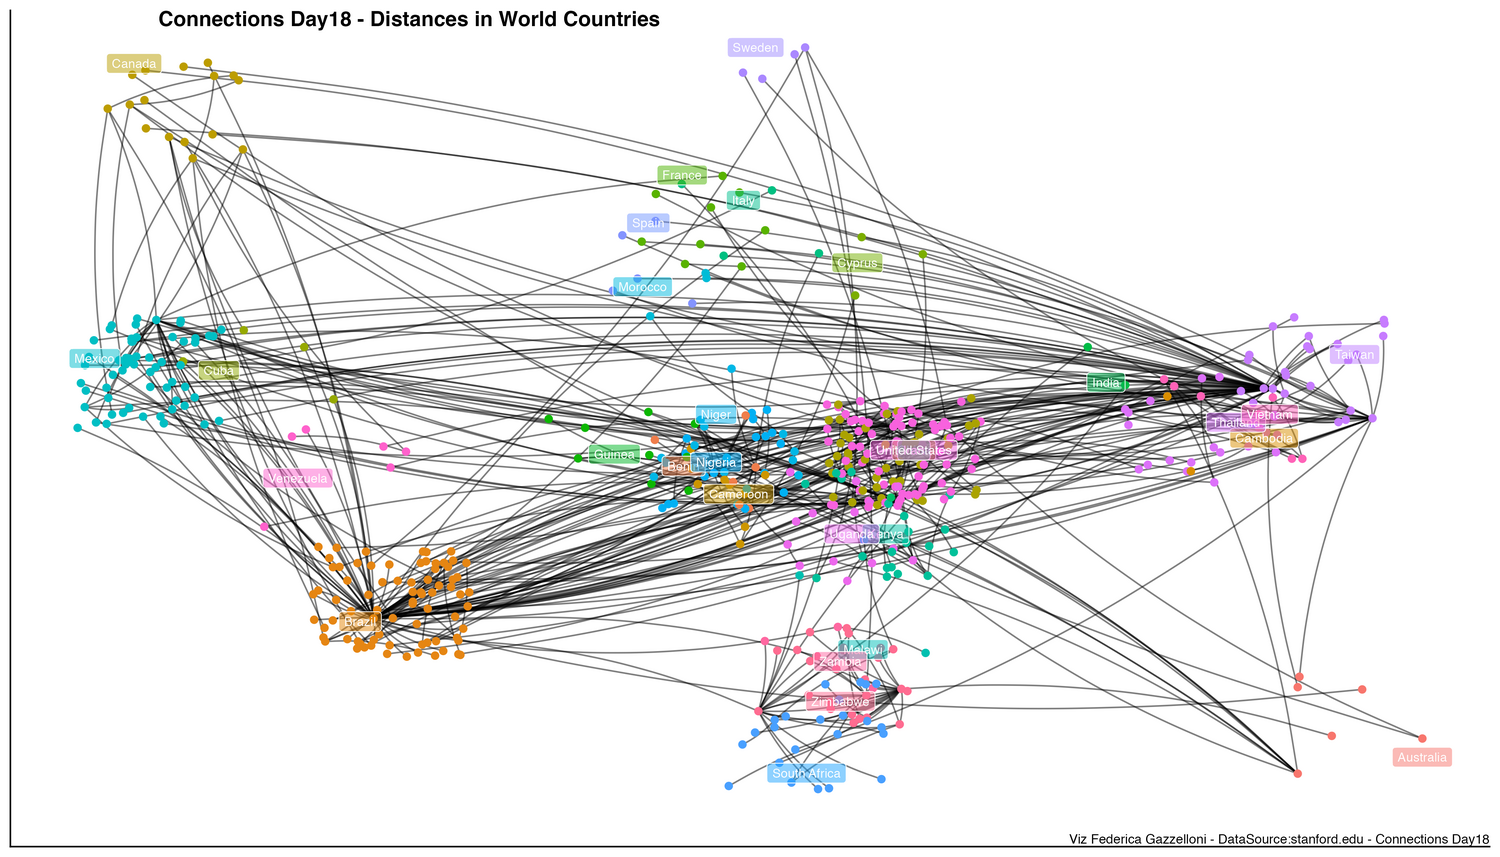 Connections Day18 - Distances in World Countries
Sweden
Canada
France
Italy
Spain
Cyprus
Morocco
Mexico
Cuba
Taiwan
India
Niger
Vietnam
Thailand
Cambodia
United States
Guinea
Nigeria
Venezuela
Cameroon
Uganda
Brazil
Malawi
Zambia
Zimbabwe
South Africa
Australia
Viz Federica Gazzelloni - DataSource:stanford.edu - Connections Day18